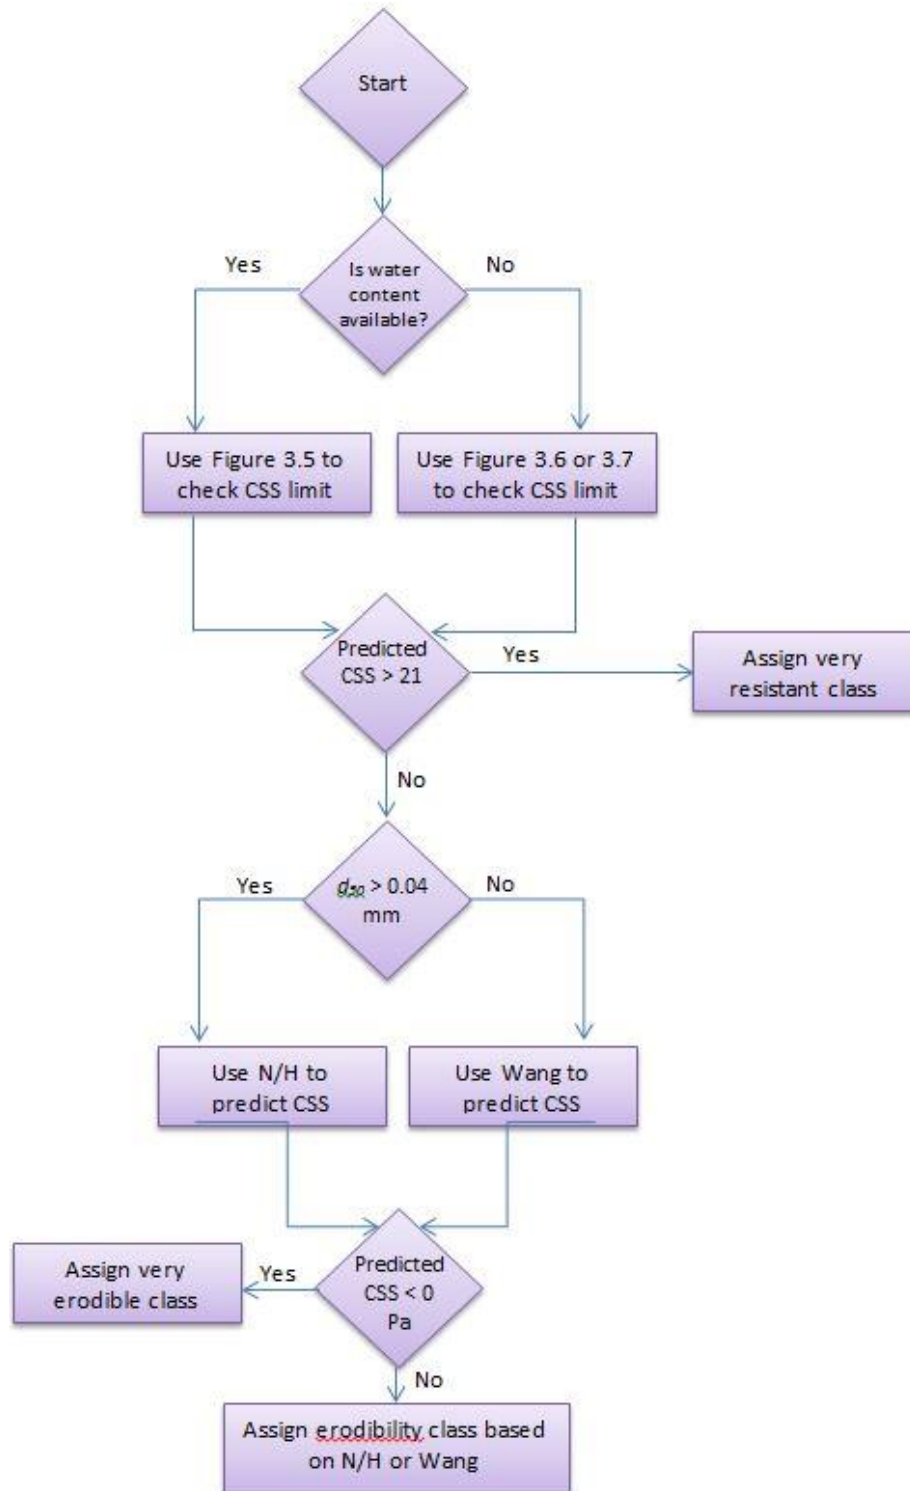 Start
Is water
content
available?
Yes
No
Use Figure 3.5 to
check CSS limit
Use Figure 3.6 or 3.7
to check CSS limit
Predicted
CSS > 21
Yes
Assign very
resistant class
No
d50 > 0.04
mm
Yes
No
Use N/H to
predict CSS
Use Wang to
predict CSS
Predicted
CSS < 0
Pa
Yes
Assign very
erodible class
No
Assign erodibility class based
on N/H or Wang